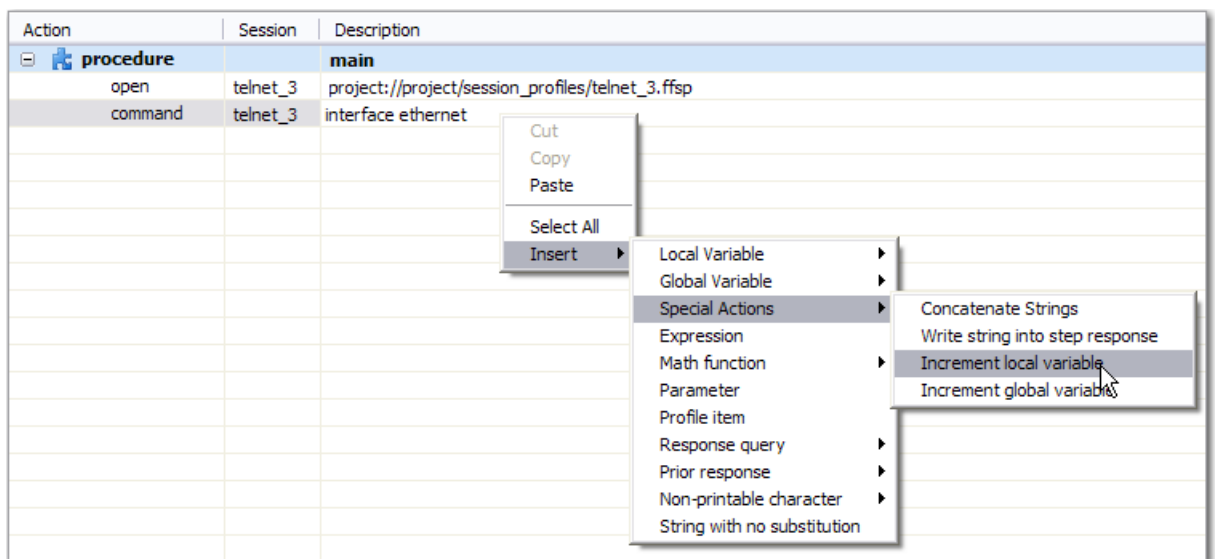 Action Session Description
procedure main
open telnet_3 project://project/session_profiles/telnet_3.ffsp
command telnet_3 interface ethernet
Cut
Copy
Paste
Select All
Insert
Local Variable
Global Variable
Special Actions
Expression
Math function
Parameter
Profile item
Response query
Prior response
Non-printable character
String with no substitution
Concatenate Strings
Write string into step response
Increment local variable
Increment global variable